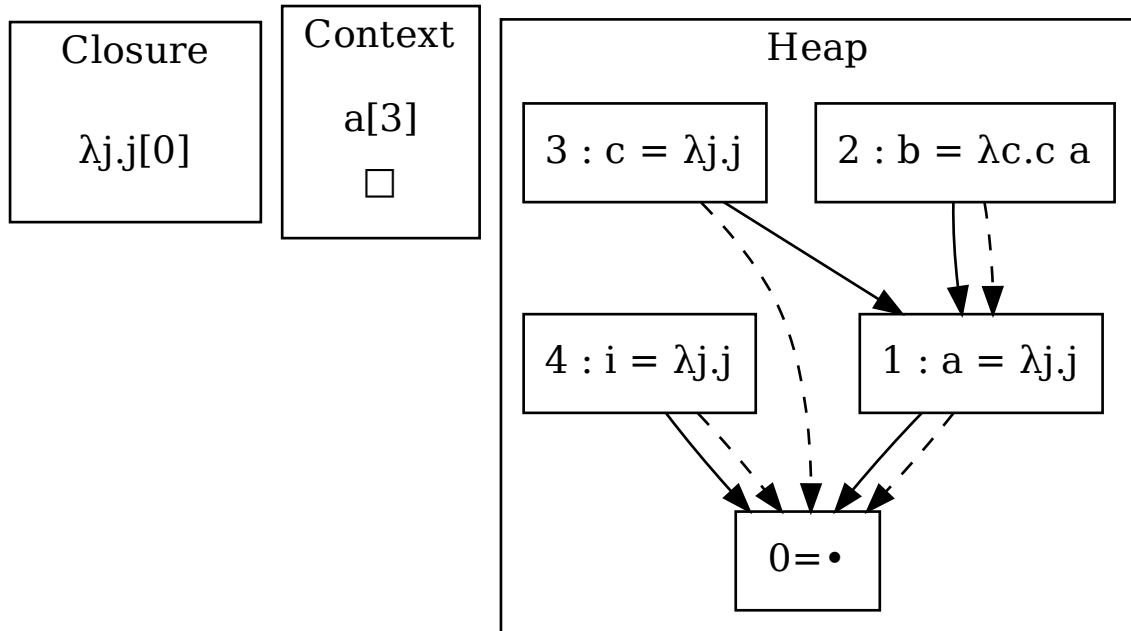 Closure
λj.j[0]
Context
a[3]
□
Heap
3 : c = λj.j
2 : b = λc.c a
4 : i = λj.j
1 : a = λj.j
0=•